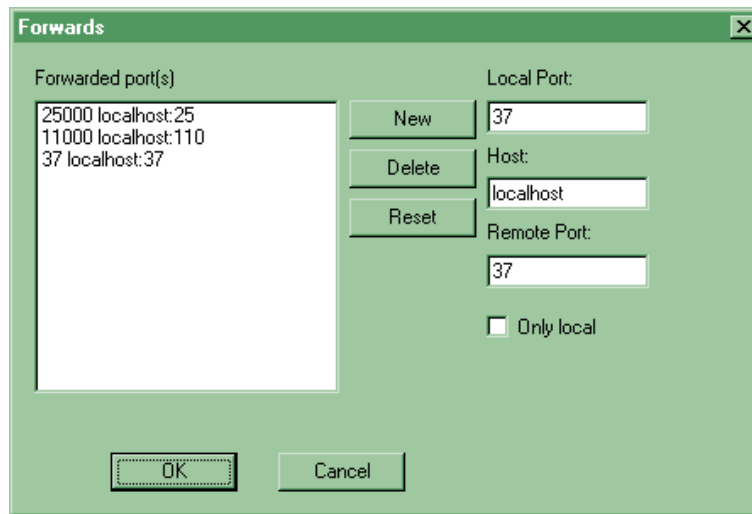 Forwards
Forwarded port(s)
25000 localhost:25
11000 localhost:110
37 localhost:37
New
Delete
Reset
Local Port:
37
Host:
localhost
Remote Port:
37
Only local
OK
Cancel